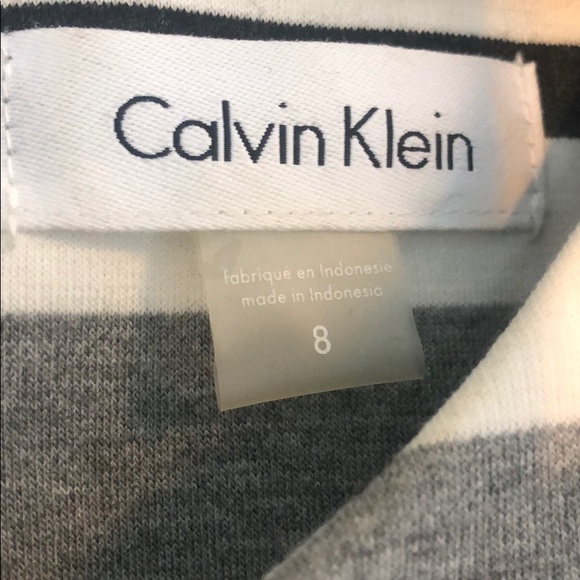 Calvin Klein
fabriqué en Indonesie
made in Indonesia
8